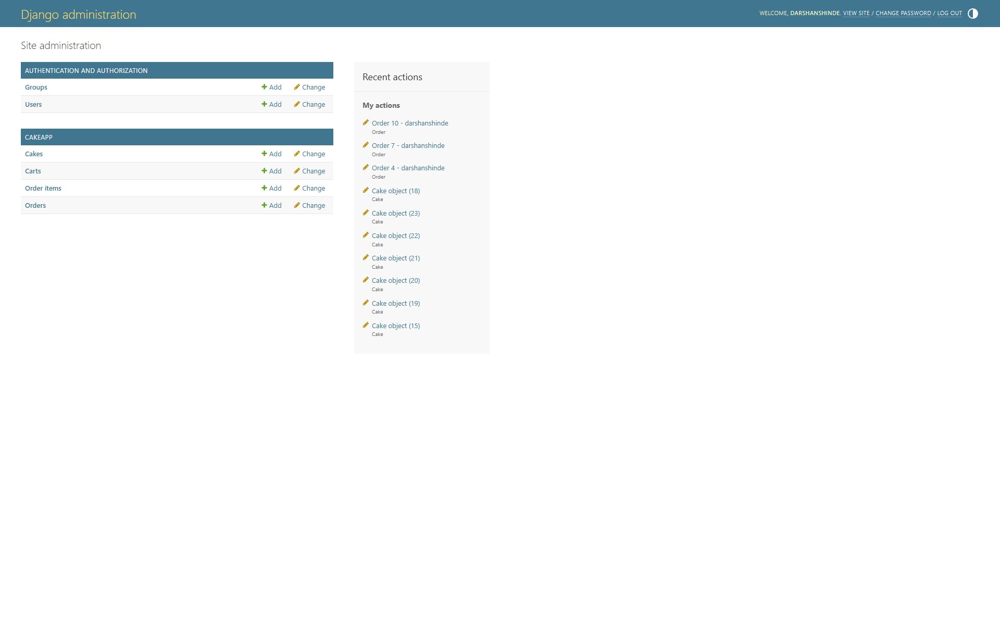 Django administration
WELCOME, DARSHANSHINDE. VIEW SITE / CHANGE PASSWORD / LOG OUT
Site administration
AUTHENTICATION AND AUTHORIZATION
Groups Add Change
Users Add Change
CAKEAPP
Cakes Add Change
Carts Add Change
Order items Add Change
Orders Add Change
Recent actions
My actions
Order 10 - darshanshinde
Order
Order 7 - darshanshinde
Order
Order 4 - darshanshinde
Order
Cake object (18)
Cake
Cake object (23)
Cake
Cake object (22)
Cake
Cake object (21)
Cake
Cake object (20)
Cake
Cake object (19)
Cake
Cake object (15)
Cake